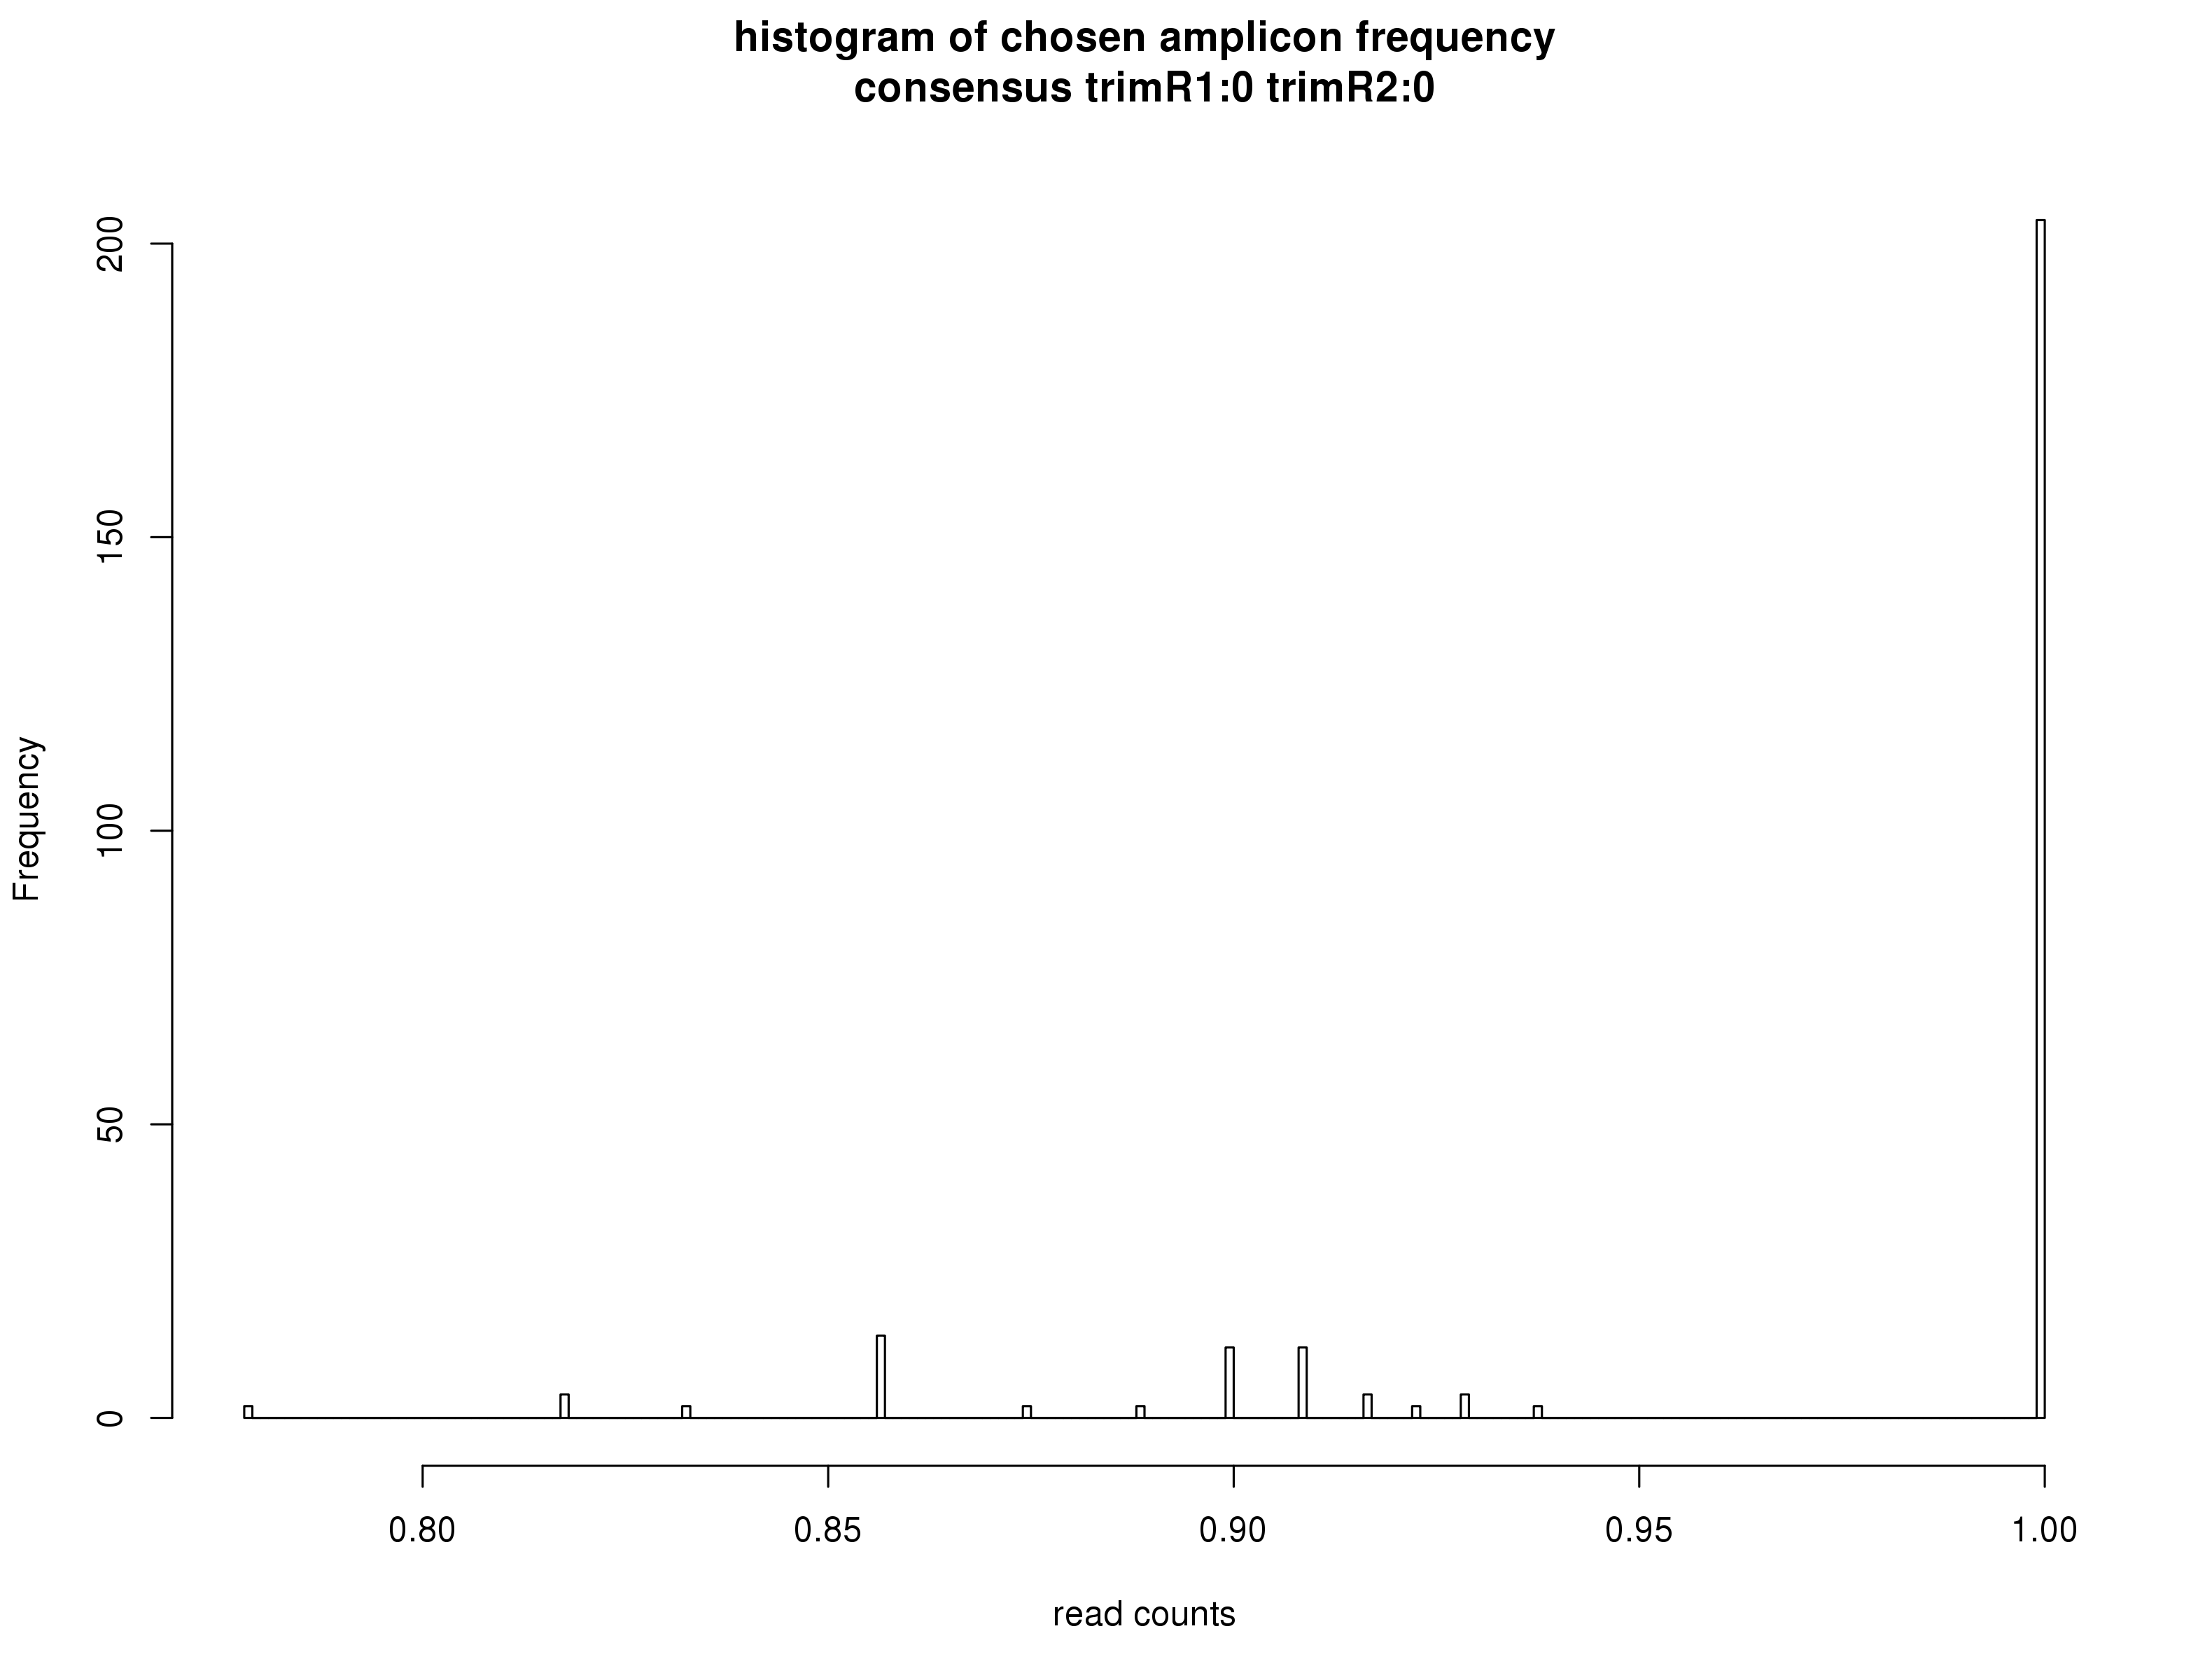 histogram of chosen amplicon frequency
consensus trimR1:0 trimR2:0
200
150
100
50
0
Frequency
0.80 0.85 0.90 0.95 1.00
read counts